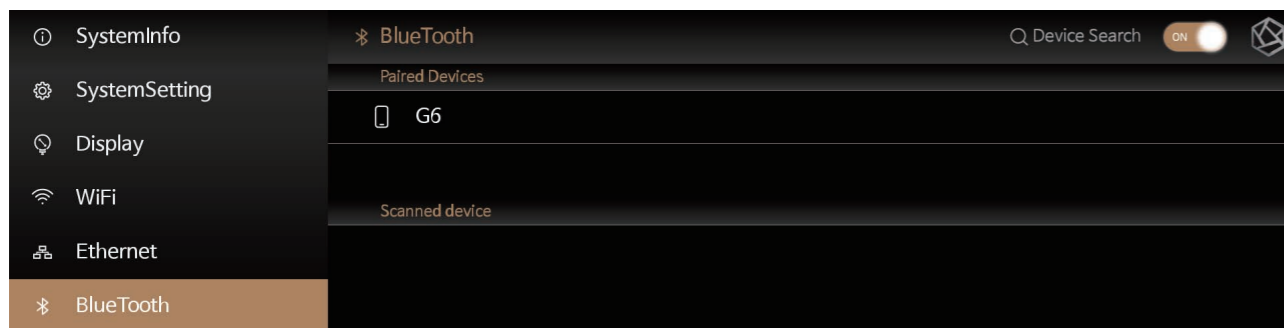 SystemInfo
SystemSetting
Display
WiFi
Ethernet
BlueTooth
BlueTooth
Device Search
ON
Paired Devices
G6
Scanned device